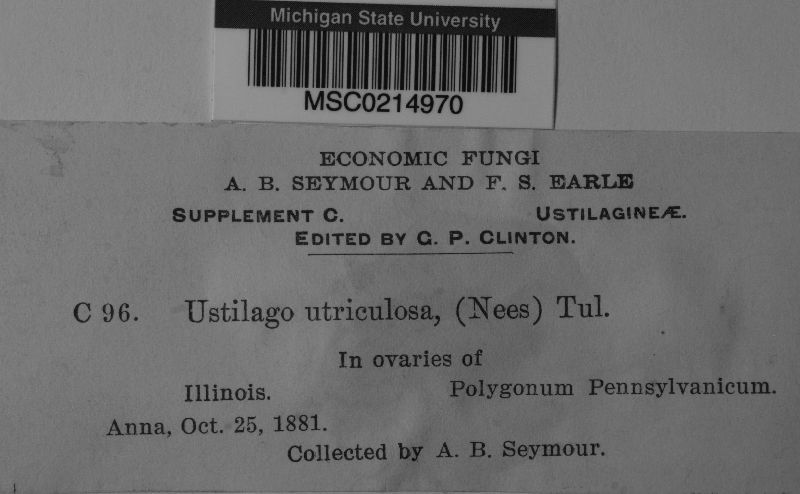 Michigan State University
MSC0214970
ECONOMIC FUNGI
A. B. SEYMOUR AND F. S. EARLE
SUPPLEMENT C. USTILAGINEÆ.
EDITED BY G. P. CLINTON.
C 96. Ustilago utriculosa, (Nees) Tul.
In ovaries of
Illinois. Polygonum Pennsylvanicum.
Anna, Oct. 25, 1881.
Collected by A. B. Seymour.